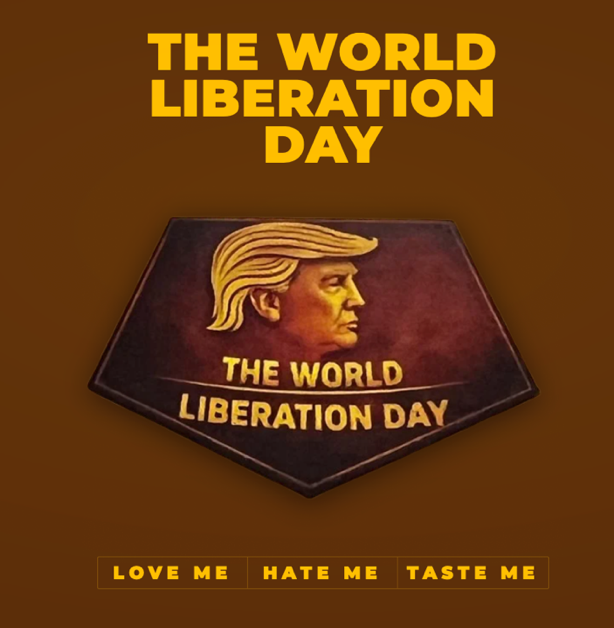 THE WORLD
LIBERATION
DAY
THE WORLD
LIBERATION DAY
LOVE ME
HATE ME
TASTE ME